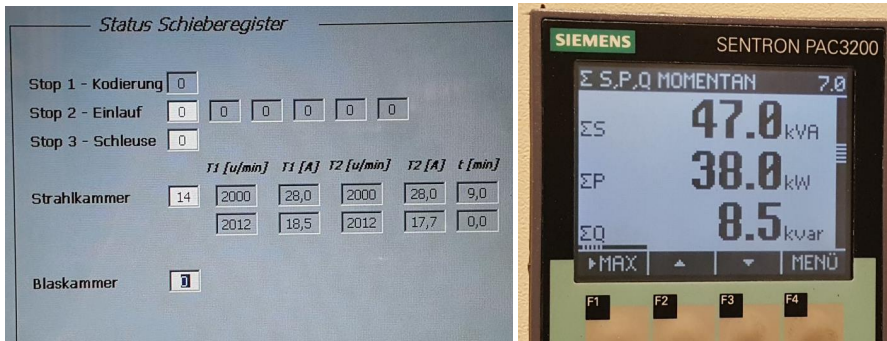 Status Schieberegister
Stop 1 - Kodierung 0
Stop 2 - Einlauf 0 0 0 0 0 0
Stop 3 - Schleuse 0
T1 [u/min] T1 [A] T2 [u/min] T2 [A] t [min]
Strahlkammer 14 2000 28,0 2000 28,0 9,0
2012 18,5 2012 17,7 0,0
Blaskammer 0
SIEMENS
SENTRON PAC3200
Σ S,P,Q MOMENTAN 7.0
ΣS 47.0 kVA
ΣP 38.0 kW
ΣQ 8.5 kvar
▶MAX ▲ ▼ MENÜ
F1 F2 F3 F4